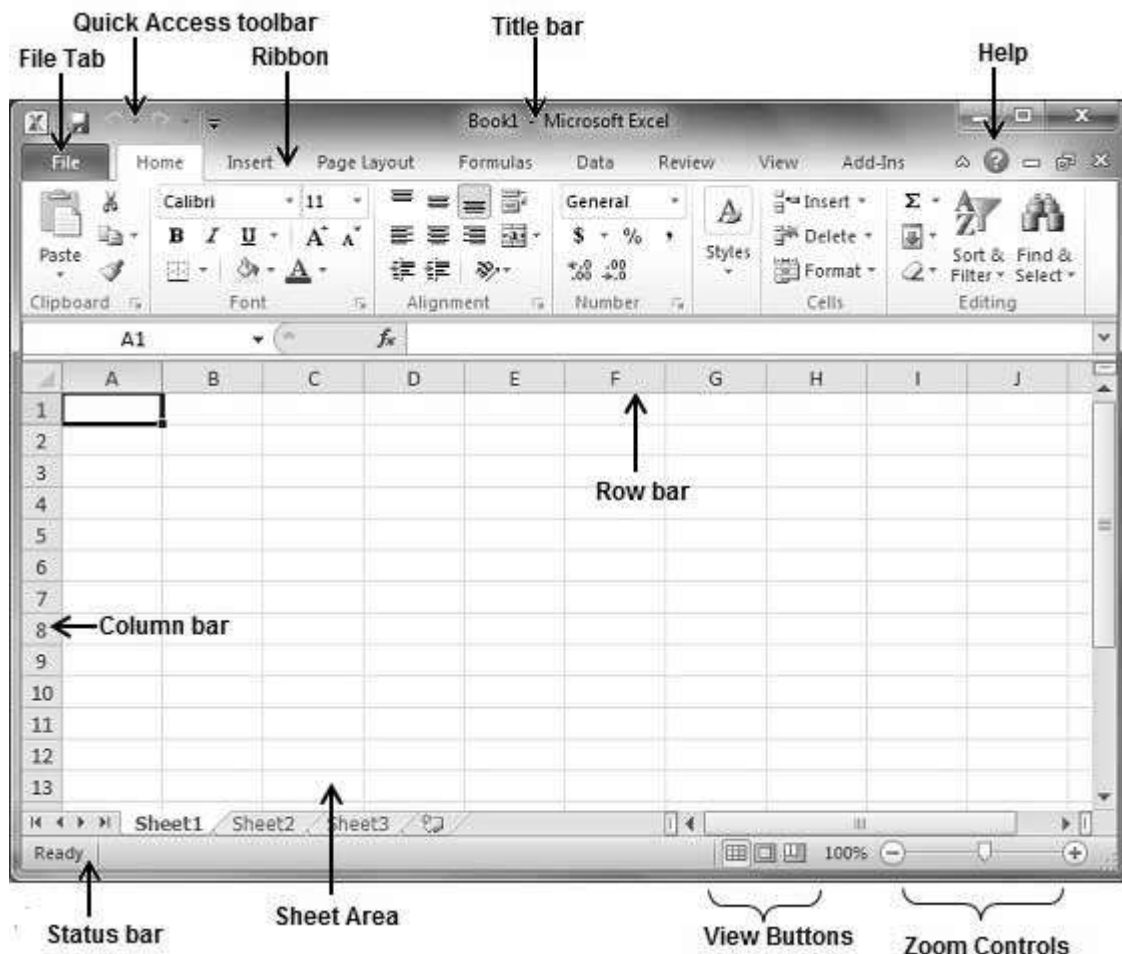 Quick Access toolbar
Title bar
File Tab
Ribbon
Help
Book1 - Microsoft Excel
File Home Insert Page Layout Formulas Data Review View Add-Ins
Calibri 11
General
Insert
B I U A A
$ % ,
Delete
Paste
Styles
Sort & Filter
Find & Select
A
.00 .00
Format
Clipboard Font Alignment Number Cells Editing
A1 fx
A B C D E F G H I J
1
2
3
4
Row bar
5
6
7
8
Column bar
9
10
11
12
13
Sheet1 Sheet2 Sheet3
Ready
100%
Status bar
Sheet Area
View Buttons
Zoom Controls